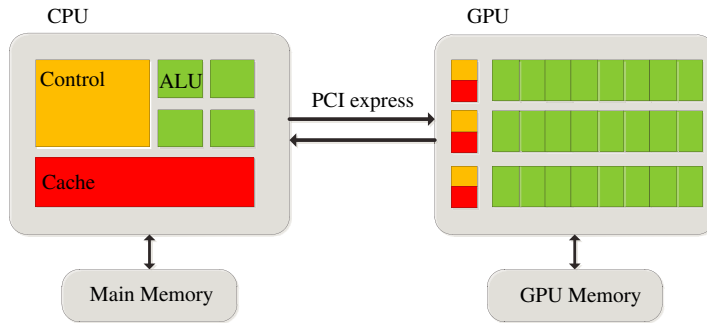 CPU
GPU
Control
ALU
PCI express
Cache
Main Memory
GPU Memory